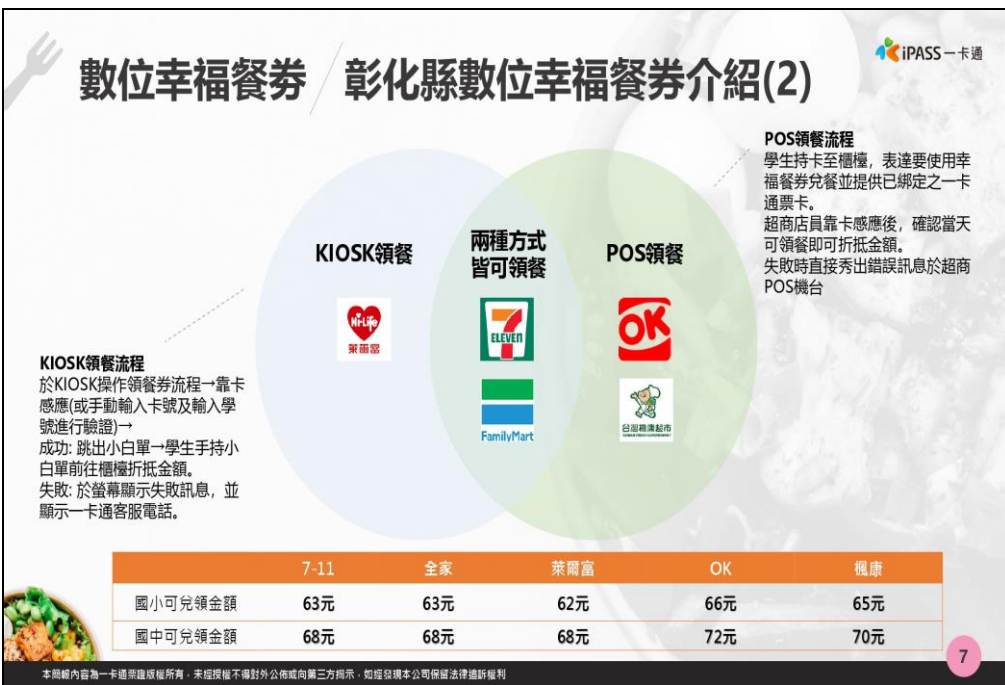 數位幸福餐券 彰化縣數位幸福餐券介紹(2)
iPASS 一卡通
POS領餐流程
學生持卡至櫃檯，表達要使用幸
福餐券兌餐並提供已綁定之一卡
通票卡。
超商店員靠卡感應後，確認當天
可領餐即可折抵金額。
失敗時直接秀出錯誤訊息於超商
POS機台
KIOSK領餐
兩種方式
皆可領餐
POS領餐
Hi-Life
萊爾富
7
ELEVEN
OK
FamilyMart
台灣楓康超市
KIOSK領餐流程
於KIOSK操作領餐券流程→靠卡
感應(或手動輸入卡號及輸入學
號進行驗證)→
成功: 跳出小白單→學生手持小
白單前往櫃檯折抵金額。
失敗: 於螢幕顯示失敗訊息，並
顯示一卡通客服電話。
7-11 全家 萊爾富 OK 楓康
國小可兌領金額 63元 63元 62元 66元 65元
國中可兌領金額 68元 68元 68元 72元 70元
7
本簡報內容為一卡通票證版權所有，未經授權不得對外公佈或向第三方揭示，如經發現本公司保留法律追訴權利